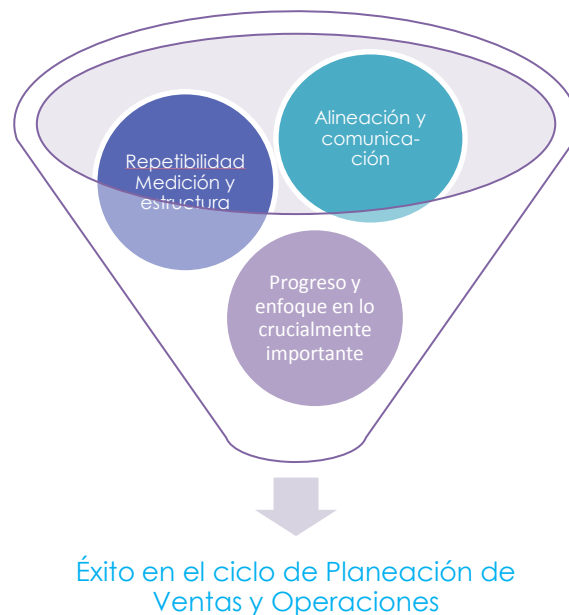 Alineación y
comunica-
ción
Repetibilidad
Medición y
estructura
Progreso y
enfoque en lo
crucialmente
importante
Éxito en el ciclo de Planeación de
Ventas y Operaciones